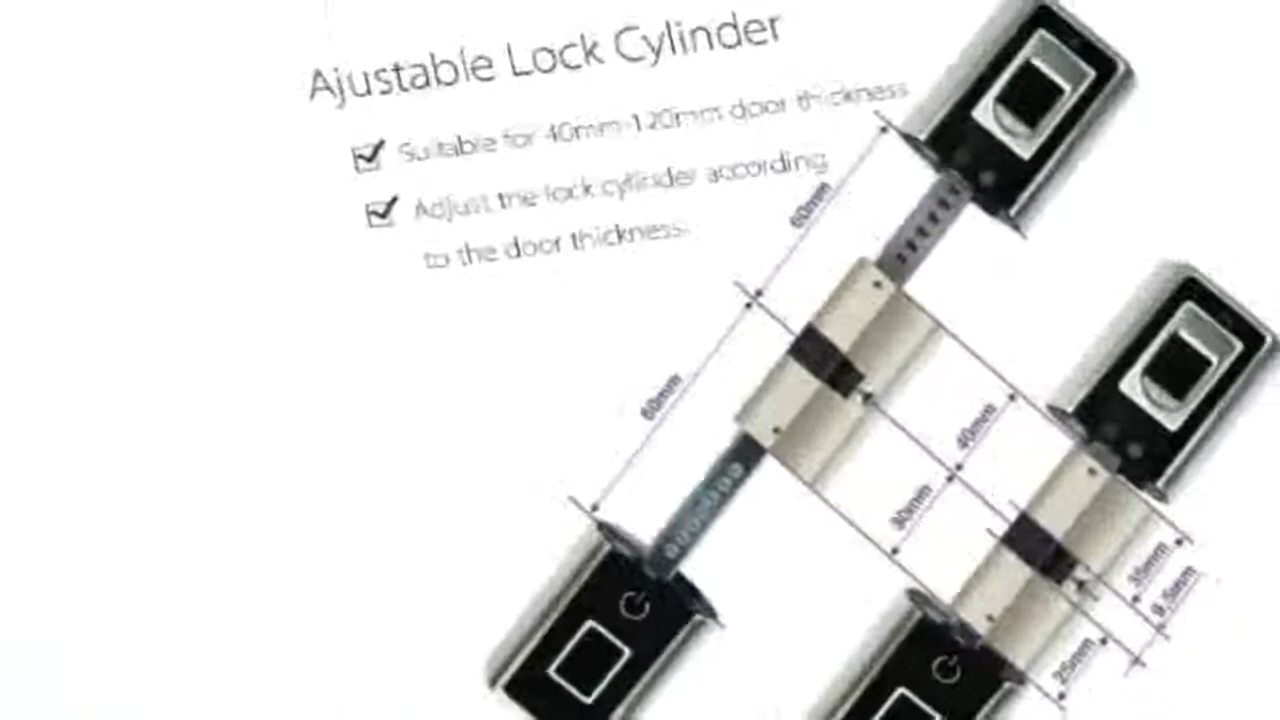 Ajustable Lock Cylinder
Suitable for 40mm-120mm door thickness
Adjust the lock cylinder according
to the door thickness.
60mm
60mm
40mm
30mm
35mm
9.5mm
25mm